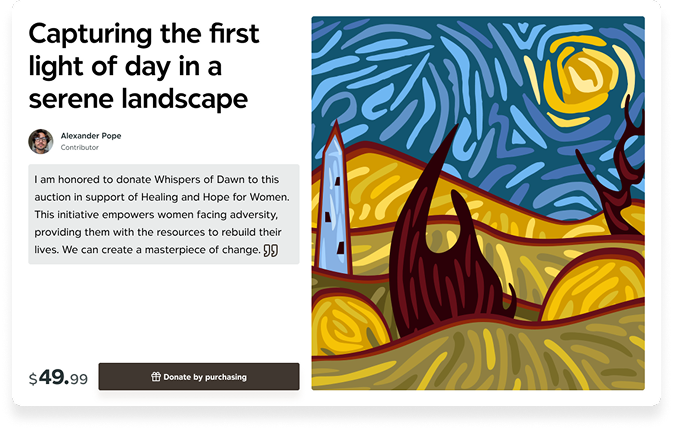 Capturing the first
light of day in a
serene landscape
Alexander Pope
Contributor
I am honored to donate Whispers of Dawn to this
auction in support of Healing and Hope for Women.
This initiative empowers women facing adversity,
providing them with the resources to rebuild their
lives. We can create a masterpiece of change.
$49.99
Donate by purchasing